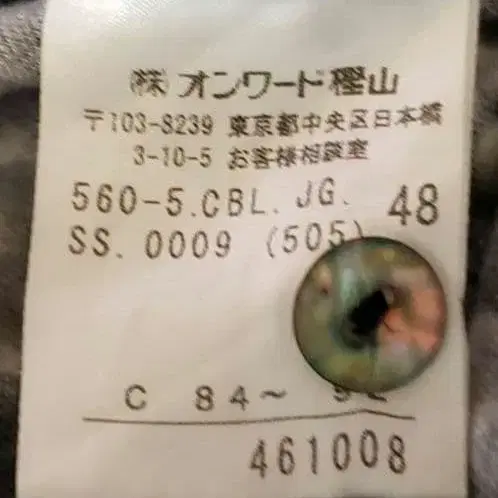 ㈱ オンワード樫山
〒103-8239 東京都中央区日本橋
3-10-5 お客様相談室
560-5.CBL.JG. 48
SS.0009 (505)
C 84~
461008